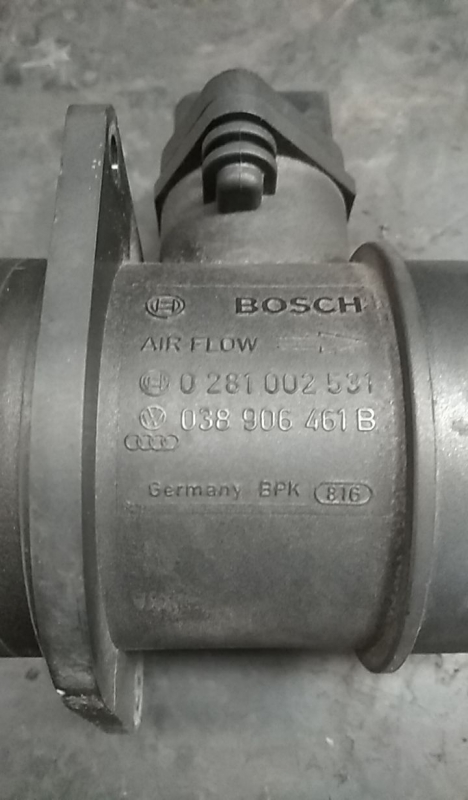 BOSCH
AIR FLOW
0 281 002 531
038 906 461 B
Germany BPK 816